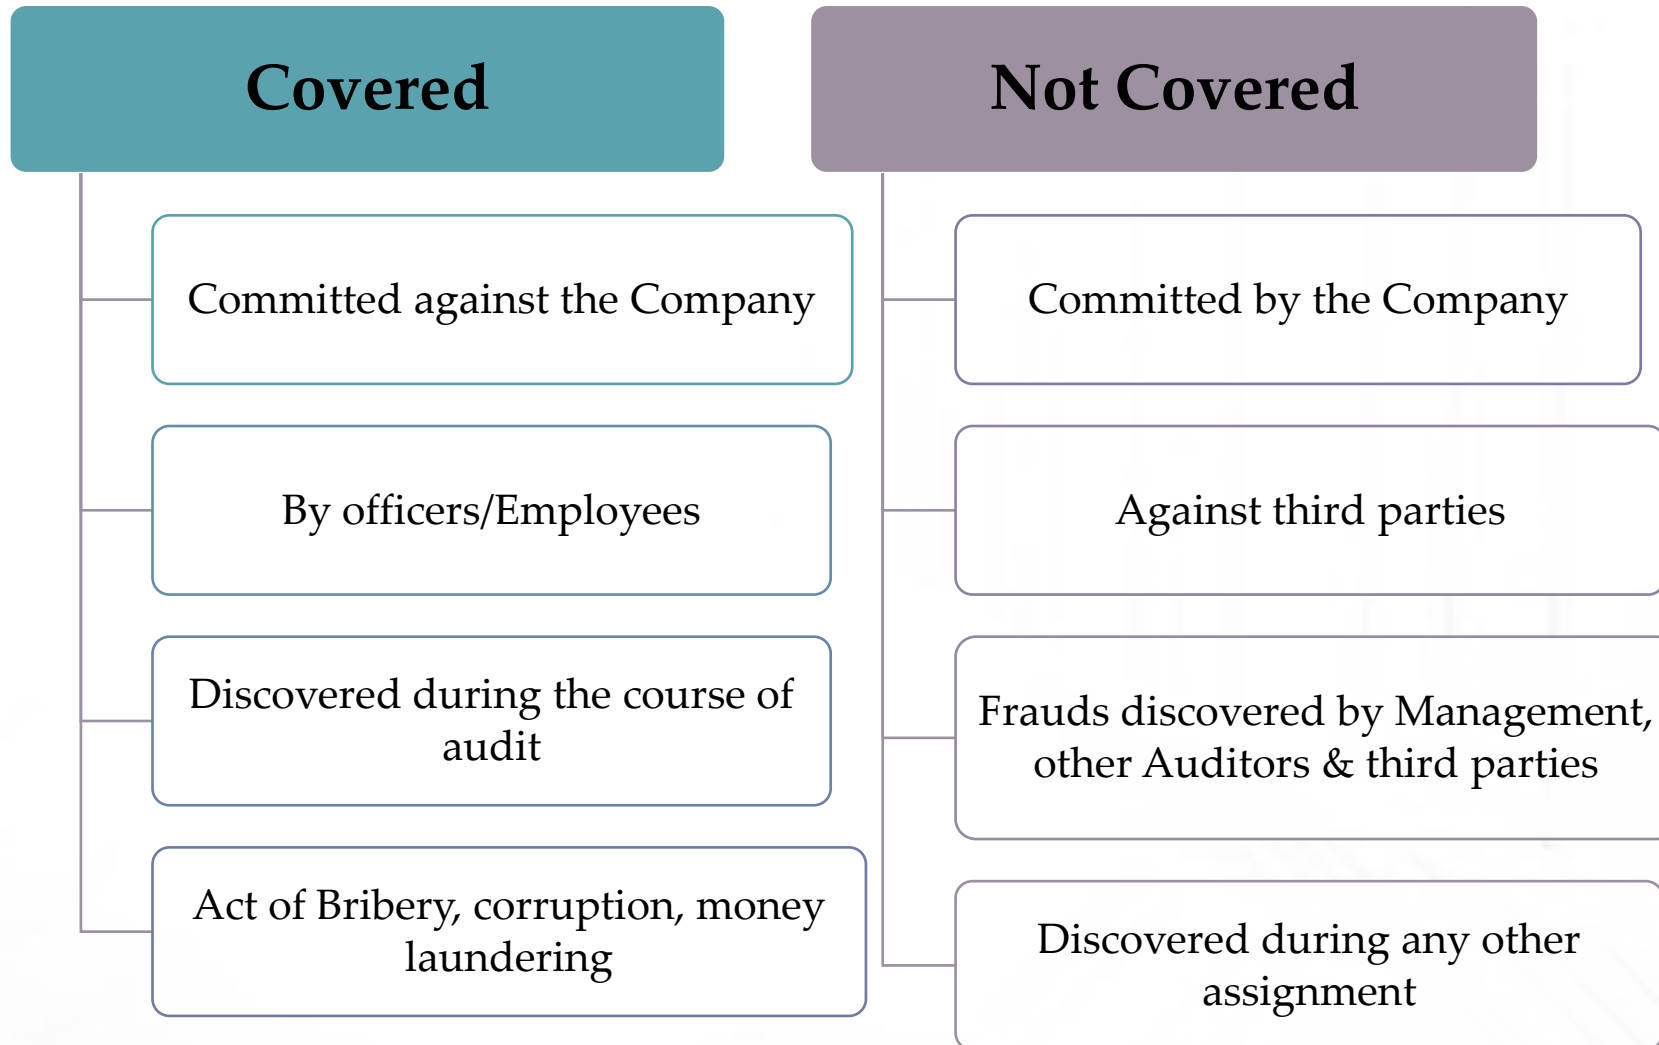 Covered
Committed against the Company
By officers/Employees
Discovered during the course of
audit
Act of Bribery, corruption, money
laundering
Not Covered
Committed by the Company
Against third parties
Frauds discovered by Management,
other Auditors & third parties
Discovered during any other
assignment